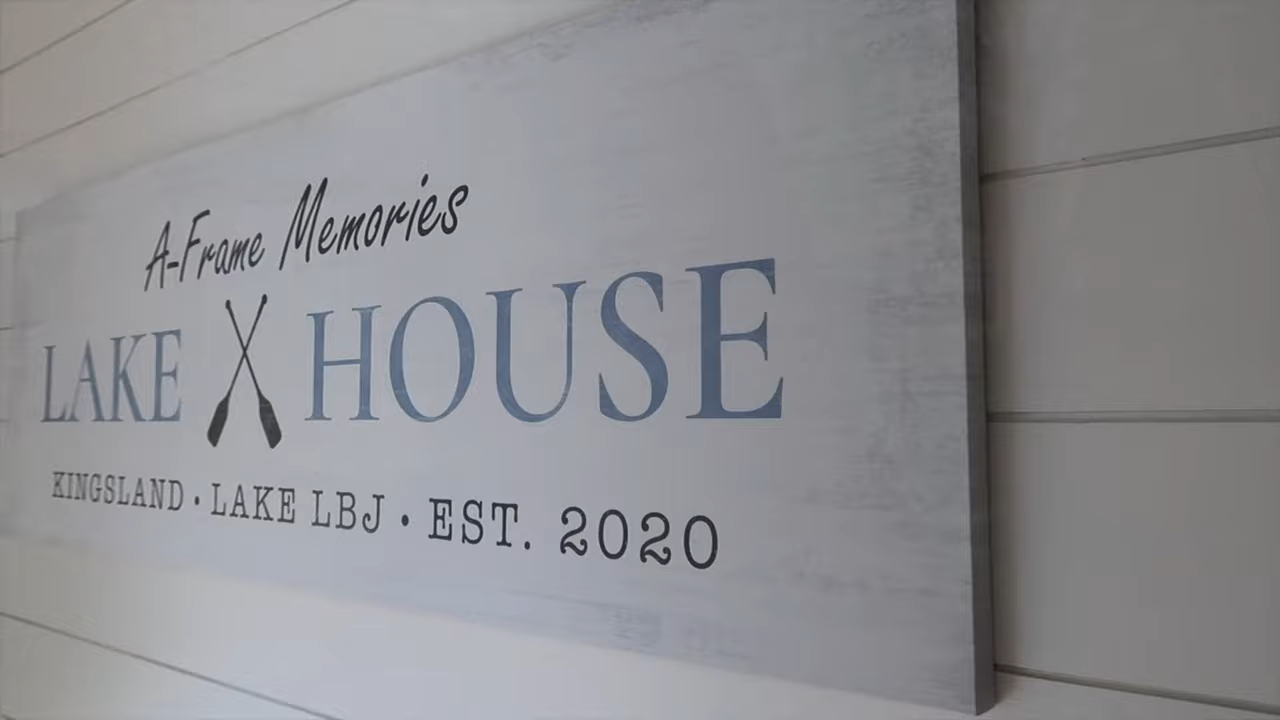 A-Frame Memories
LAKE HOUSE
KINGSLAND • LAKE LBJ • EST. 2020